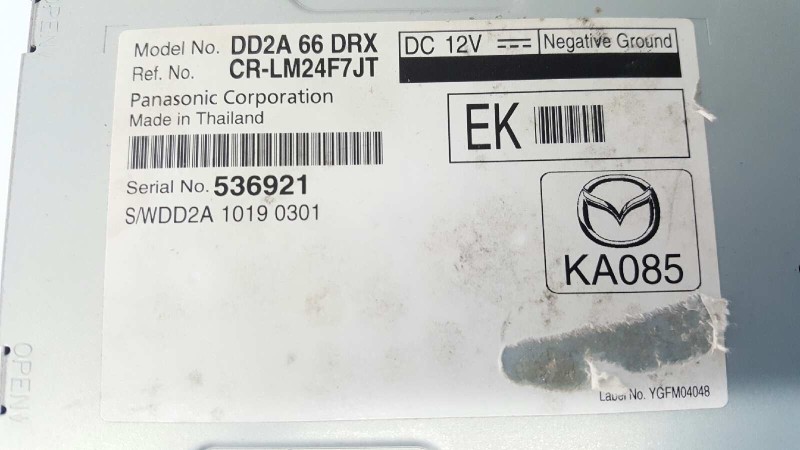 Model No. DD2A 66 DRX
Ref. No. CR-LM24F7JT
DC 12V Negative Ground
Panasonic Corporation
Made in Thailand
EK
Serial No. 536921
S/WDD2A 1019 0301
KA085
Label No. YGFM04048
OPEN